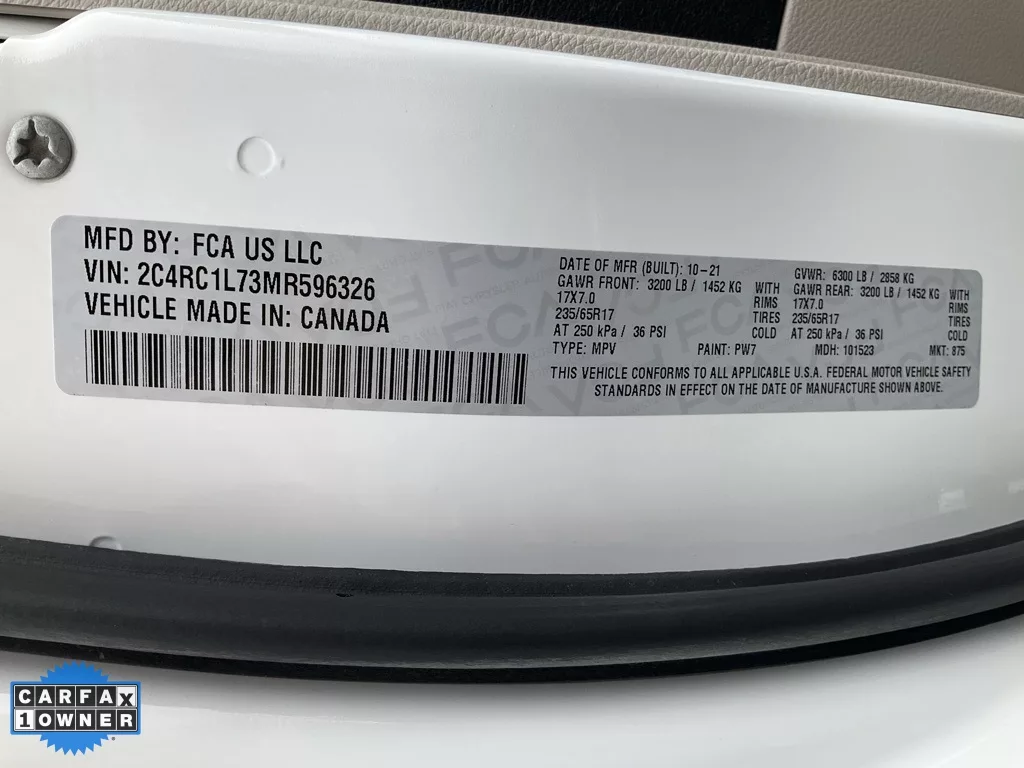 MFD BY: FCA US LLC
VIN: 2C4RC1L73MR596326
VEHICLE MADE IN: CANADA
DATE OF MFR (BUILT): 10-21
GVWR: 6300 LB / 2858 KG
GAWR FRONT: 3200 LB / 1452 KG WITH
GAWR REAR: 3200 LB / 1452 KG WITH
17X7.0 RIMS
17X7.0 RIMS
235/65R17 TIRES
235/65R17 TIRES
AT 250 kPa / 36 PSI COLD
AT 250 kPa / 36 PSI COLD
TYPE: MPV PAINT: PW7 MDH: 101523 MKT: 875
THIS VEHICLE CONFORMS TO ALL APPLICABLE U.S.A. FEDERAL MOTOR VEHICLE SAFETY
STANDARDS IN EFFECT ON THE DATE OF MANUFACTURE SHOWN ABOVE.
CARFAX
1 OWNER